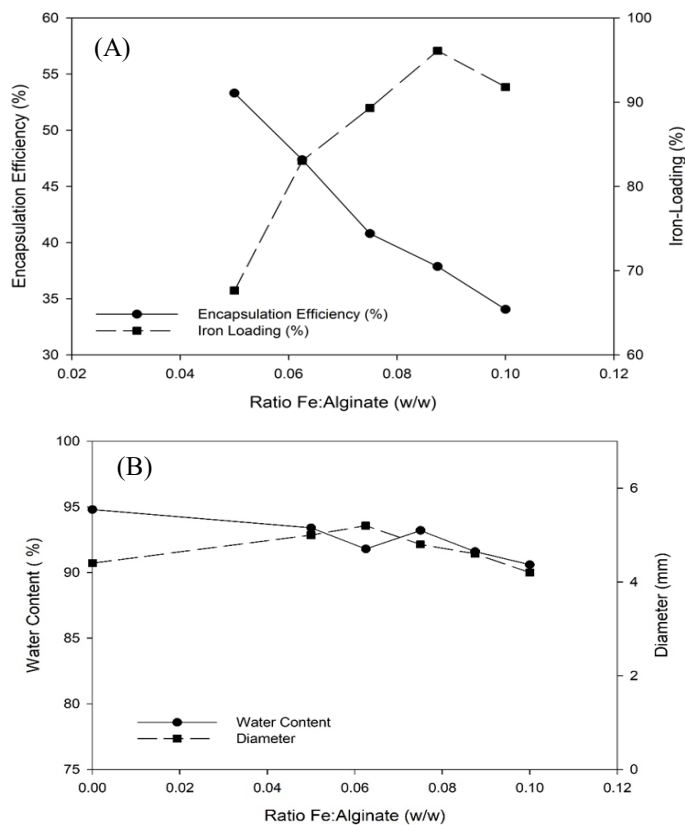 (A)
60
55
50
45
40
35
30
Encapsulation Efficiency (%)
100
90
80
70
60
Iron-Loading (%)
Encapsulation Efficiency (%)
Iron Loading (%)
0.02 0.04 0.06 0.08 0.10 0.12
Ratio Fe:Alginate (w/w)
(B)
100
95
90
85
80
75
Water Content ( %)
6
4
2
0
Diameter (mm)
Water Content
Diameter
0.00 0.02 0.04 0.06 0.08 0.10 0.12
Ratio Fe:Alginate (w/w)